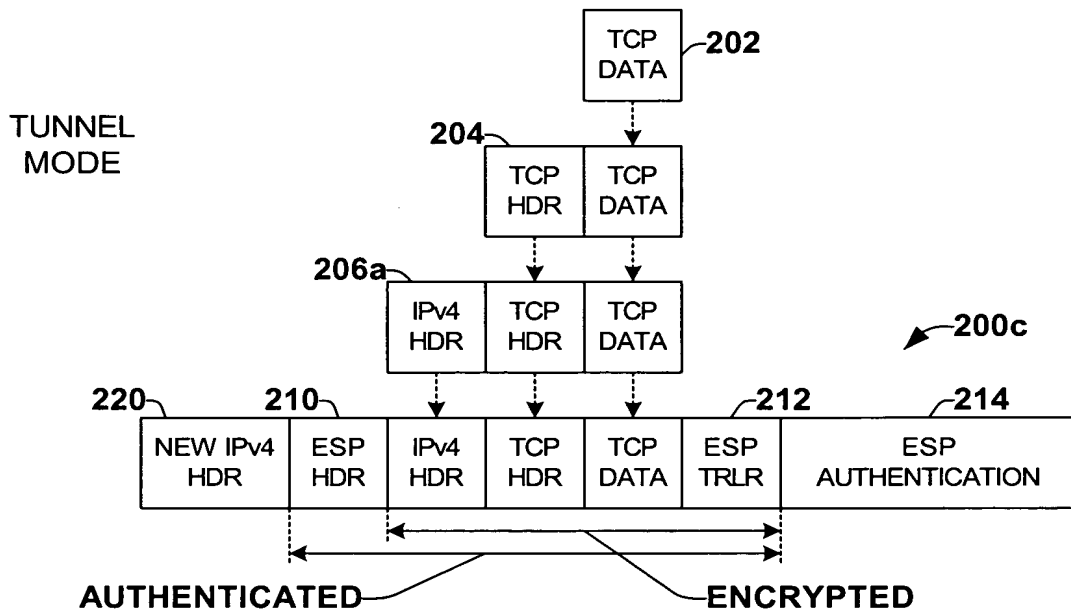 TCP
DATA
202
TUNNEL
MODE
204
TCP
HDR
TCP
DATA
206a
IPv4
HDR
TCP
HDR
TCP
DATA
200c
220
210
212
214
NEW IPv4
HDR
ESP
HDR
IPv4
HDR
TCP
HDR
TCP
DATA
ESP
TRLR
ESP
AUTHENTICATION
AUTHENTICATED
ENCRYPTED